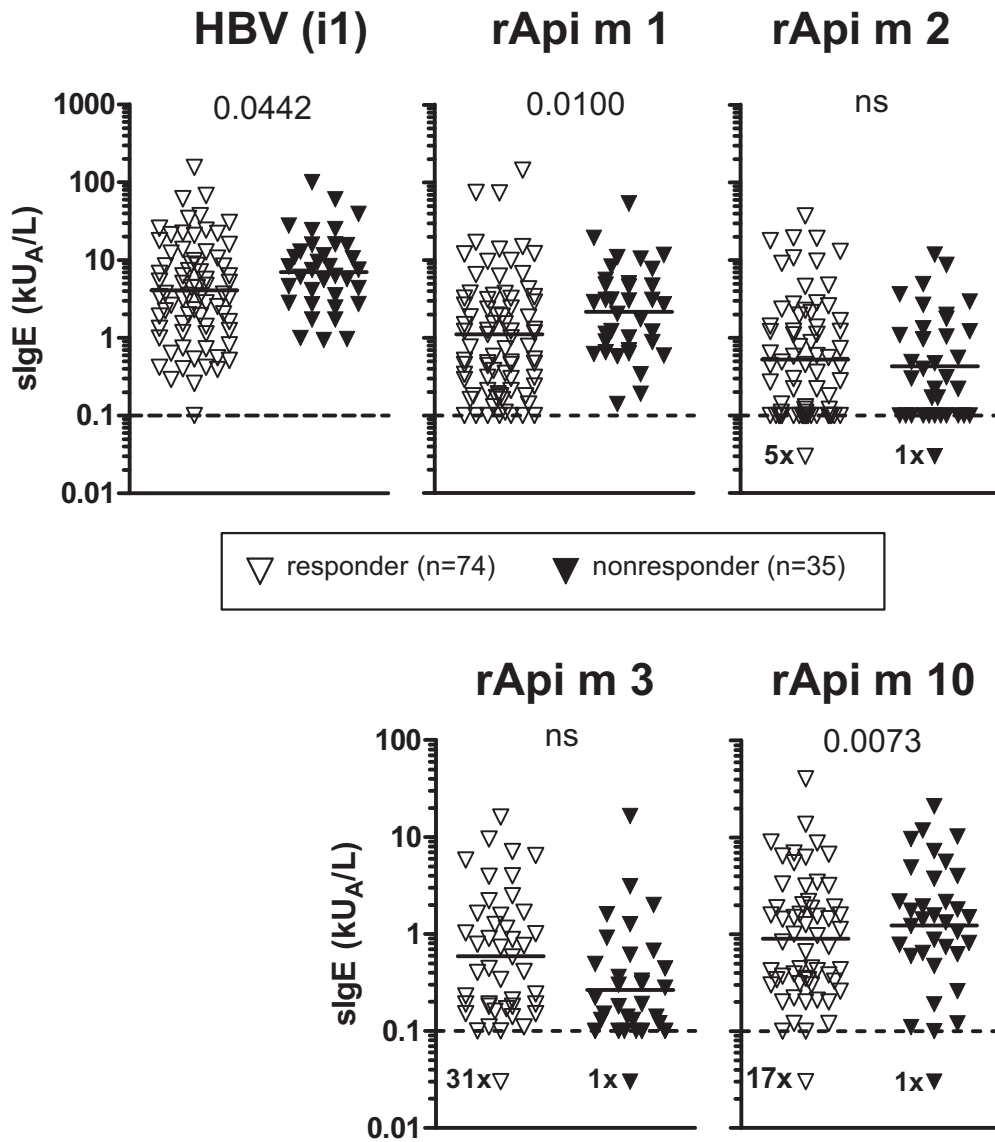 HBV (i1) rApi m 1 rApi m 2
0.0442 0.0100 ns
1000
100
10
1
0.1
0.01
sIgE (kUA/L)
5x 1x
responder (n=74) nonresponder (n=35)
rApi m 3 rApi m 10
ns 0.0073
100
10
1
0.1
0.01
sIgE (kUA/L)
31x 1x 17x 1x